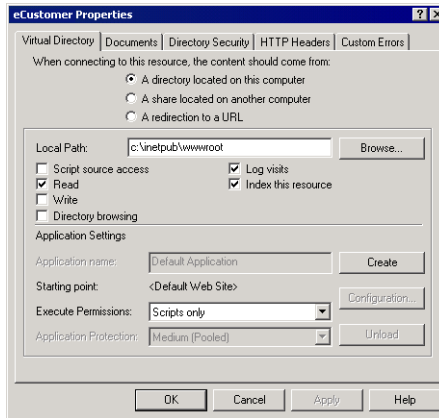 eCustomer Properties
Virtual Directory Documents Directory Security HTTP Headers Custom Errors
When connecting to this resource, the content should come from:
A directory located on this computer
A share located on another computer
A redirection to a URL
Local Path: c:\inetpub\wwwroot Browse...
Script source access Log visits
Read Index this resource
Write
Directory browsing
Application Settings
Application name: Default Application Create
Starting point: <Default Web Site>
Configuration...
Execute Permissions: Scripts only
Application Protection: Medium (Pooled) Unload
OK Cancel Apply Help